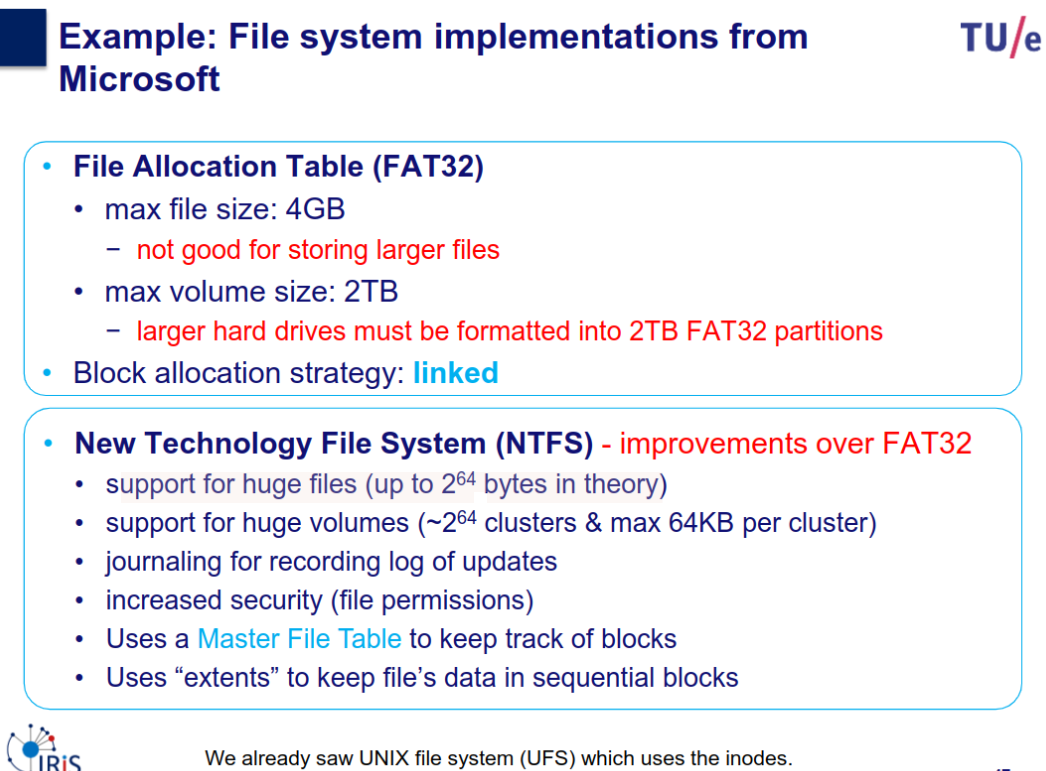 Example: File system implementations from
Microsoft
TU/e
• File Allocation Table (FAT32)
• max file size: 4GB
− not good for storing larger files
• max volume size: 2TB
− larger hard drives must be formatted into 2TB FAT32 partitions
• Block allocation strategy: linked
• New Technology File System (NTFS) - improvements over FAT32
• support for huge files (up to 2⁶⁴ bytes in theory)
• support for huge volumes (~2⁶⁴ clusters & max 64KB per cluster)
• journaling for recording log of updates
• increased security (file permissions)
• Uses a Master File Table to keep track of blocks
• Uses “extents” to keep file’s data in sequential blocks
IRiS
We already saw UNIX file system (UFS) which uses the inodes.